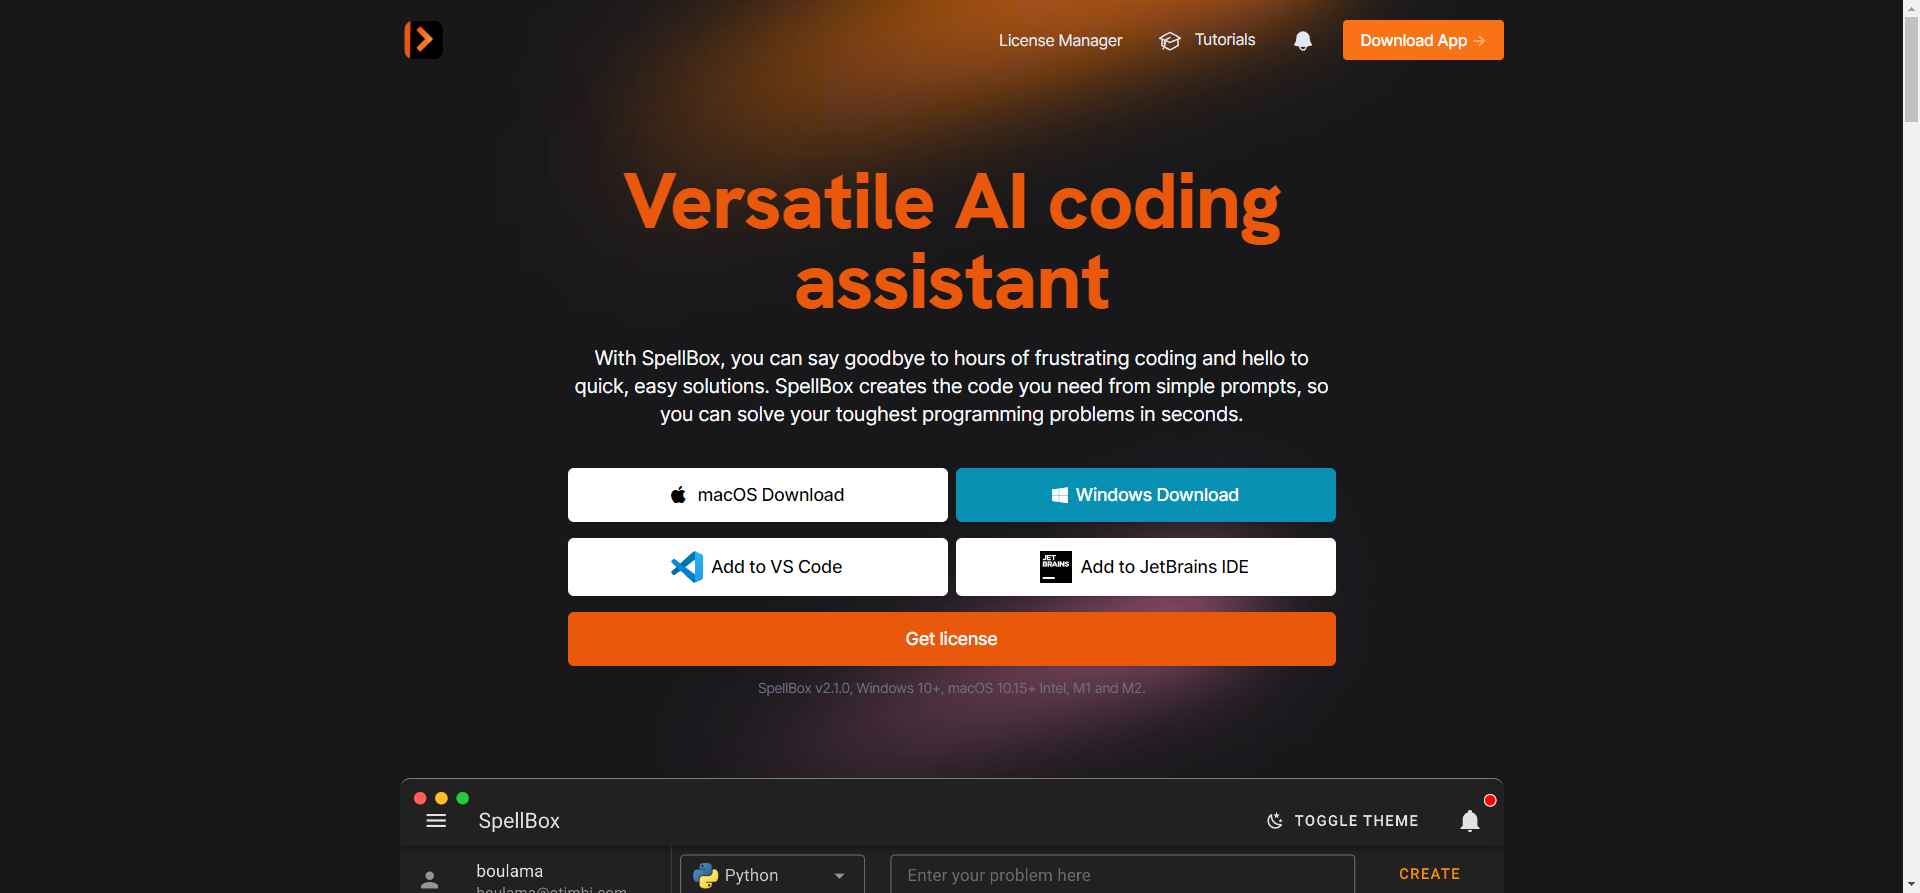 License Manager
Tutorials
Download App →
Versatile AI coding
assistant
With SpellBox, you can say goodbye to hours of frustrating coding and hello to
quick, easy solutions. SpellBox creates the code you need from simple prompts, so
you can solve your toughest programming problems in seconds.
macOS Download
Windows Download
Add to VS Code
JET
BRAINS
Add to JetBrains IDE
Get license
SpellBox v2.1.0, Windows 10+, macOS 10.15+ Intel, M1 and M2.
SpellBox
TOGGLE THEME
boulama
Python
Enter your problem here
CREATE